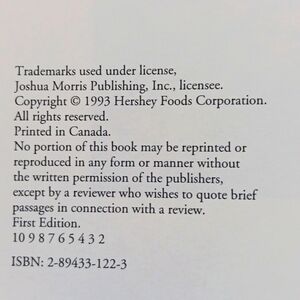 Trademarks used under license,
Joshua Morris Publishing, Inc., licensee.
Copyright © 1993 Hershey Foods Corporation.
All rights reserved.
Printed in Canada.
No portion of this book may be reprinted or
reproduced in any form or manner without
the written permission of the publishers,
except by a reviewer who wishes to quote brief
passages in connection with a review.
First Edition.
10 9 8 7 6 5 4 3 2
ISBN: 2-89433-122-3